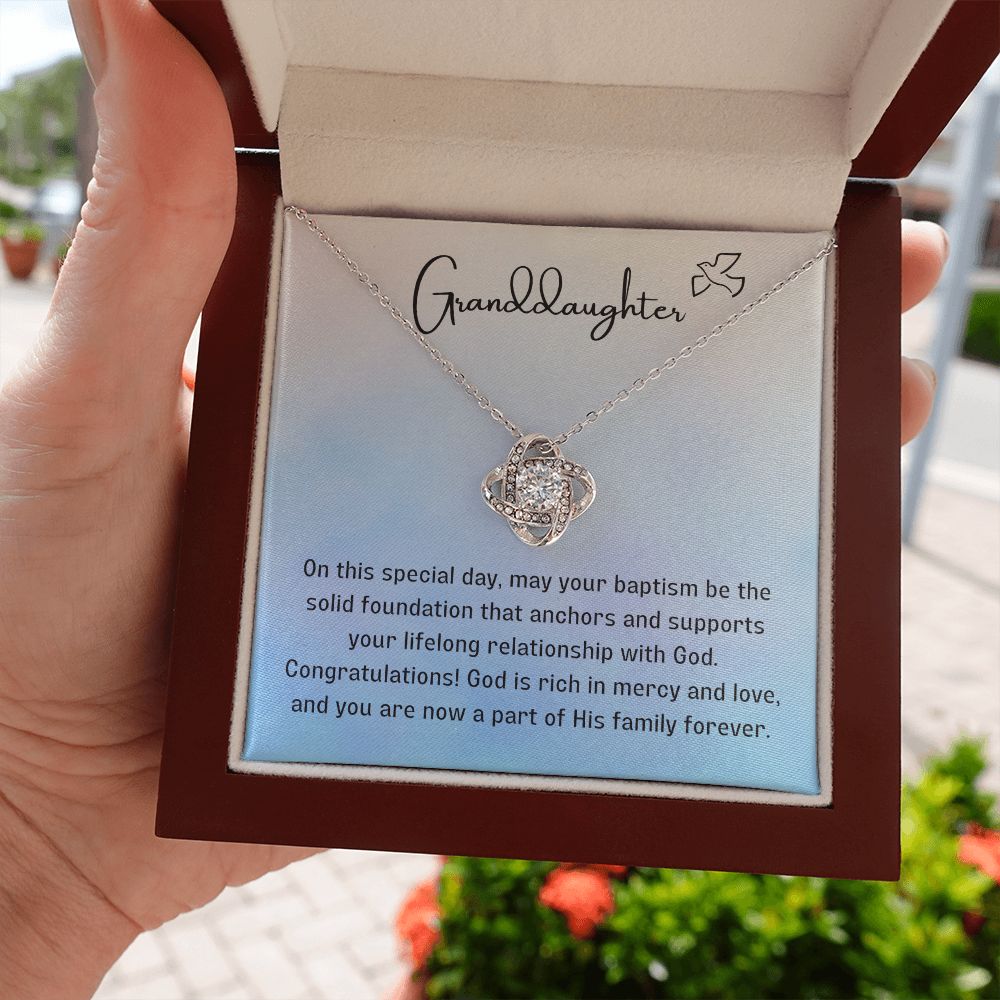 Granddaughter
On this special day, may your baptism be the
solid foundation that anchors and supports
your lifelong relationship with God.
Congratulations! God is rich in mercy and love,
and you are now a part of His family forever.